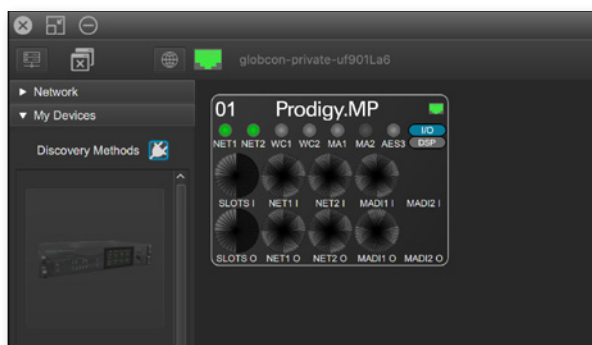 globcon-private-uf901La6
Network
My Devices
Discovery Methods
01 Prodigy.MP
NET1 NET2 WC1 WC2 MA1 MA2 AES3
I/O
DSP
SLOTS I NET1 I NET2 I MADI1 I MADI2 I
SLOTS O NET1 O NET2 O MADI1 O MADI2 O